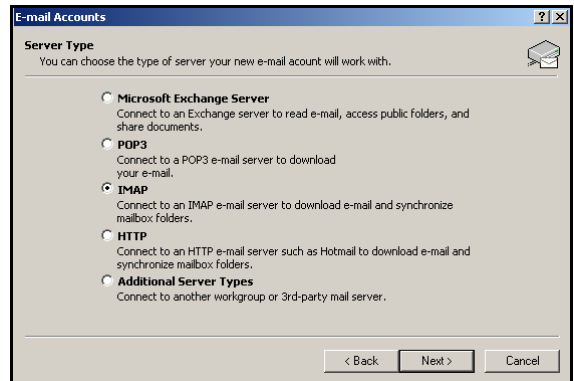 E-mail Accounts
Server Type
You can choose the type of server your new e-mail acount will work with.
Microsoft Exchange Server
Connect to an Exchange server to read e-mail, access public folders, and
share documents.
POP3
Connect to a POP3 e-mail server to download
your e-mail.
IMAP
Connect to an IMAP e-mail server to download e-mail and synchronize
mailbox folders.
HTTP
Connect to an HTTP e-mail server such as Hotmail to download e-mail and
synchronize mailbox folders.
Additional Server Types
Connect to another workgroup or 3rd-party mail server.
< Back Next > Cancel